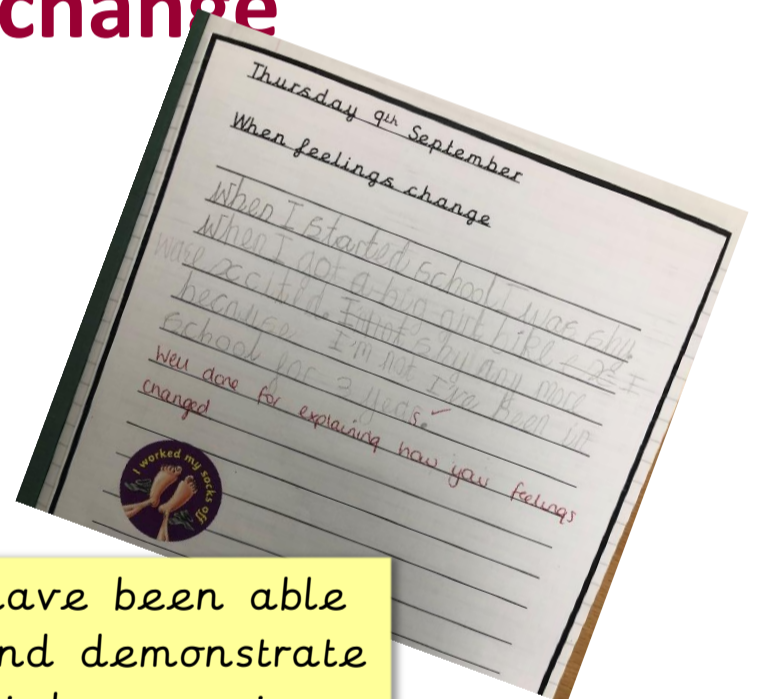 change
Thursday 9th September
When feelings change
When I started school I was shy.
When I got a big girl bike I
was excited. I'm not shy any more
because I'm not I've been in
school for 3 years.
Well done for explaining how your feelings
changed
I worked my socks off
have been able
nd demonstrate